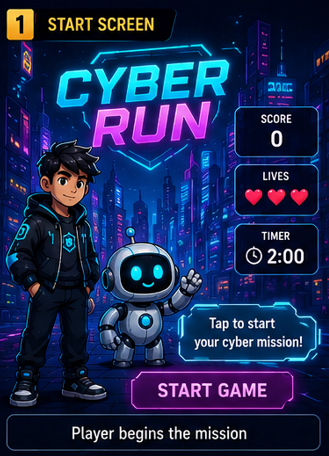 1 START SCREEN
CYBER
RUN
SCORE
0
LIVES
TIMER
2:00
Tap to start
your cyber mission!
START GAME
Player begins the mission